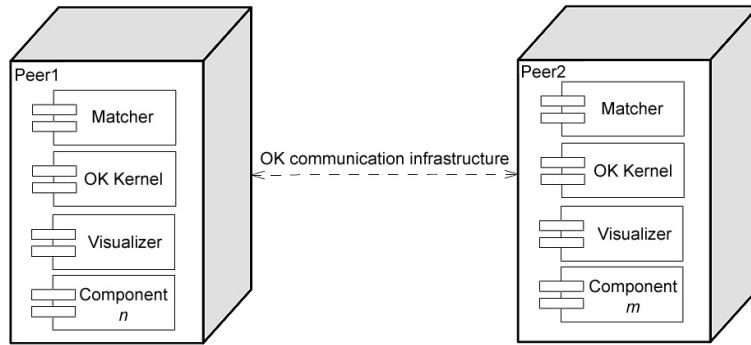 Peer1
Matcher
OK Kernel
Visualizer
Component
n
OK communication infrastructure
Peer2
Matcher
OK Kernel
Visualizer
Component
m